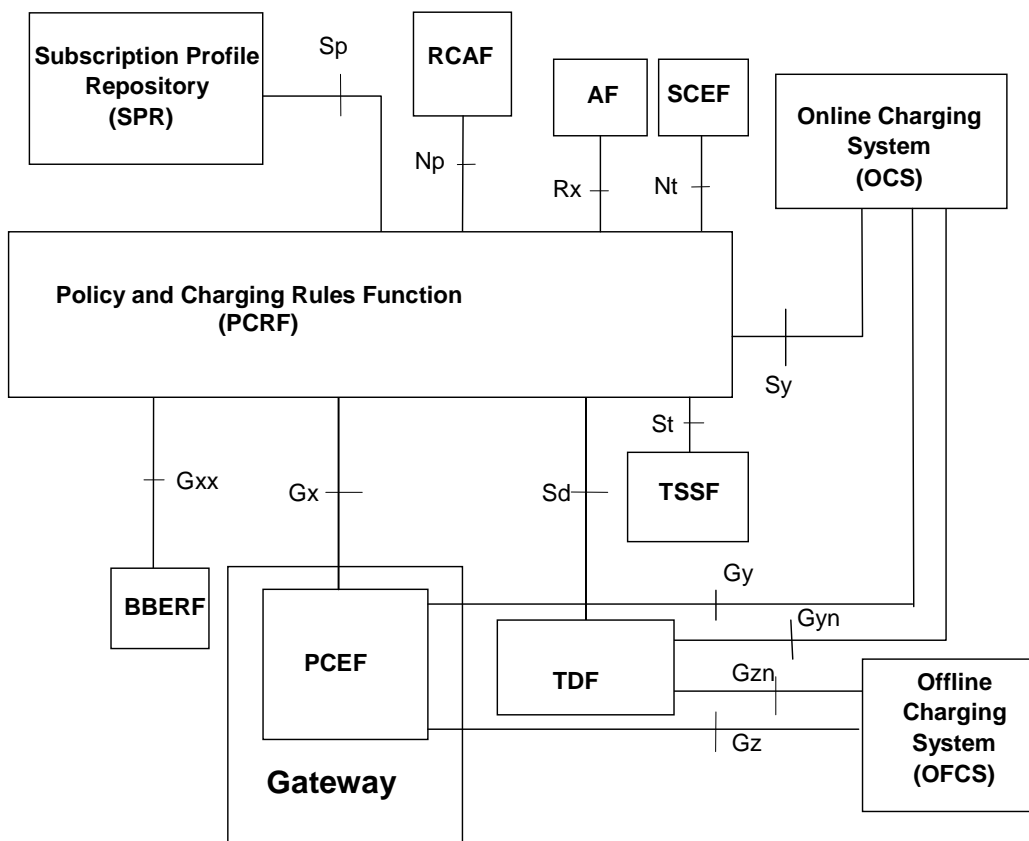 Subscription Profile
Repository
(SPR)
Sp
RCAF
AF
SCEF
Online Charging
System
(OCS)
Np
Rx
Nt
Policy and Charging Rules Function
(PCRF)
Sy
St
Gxx
Gx
Sd
TSSF
BBERF
PCEF
Gy
Gyn
TDF
Gzn
Gz
Offline
Charging
System
(OFCS)
Gateway